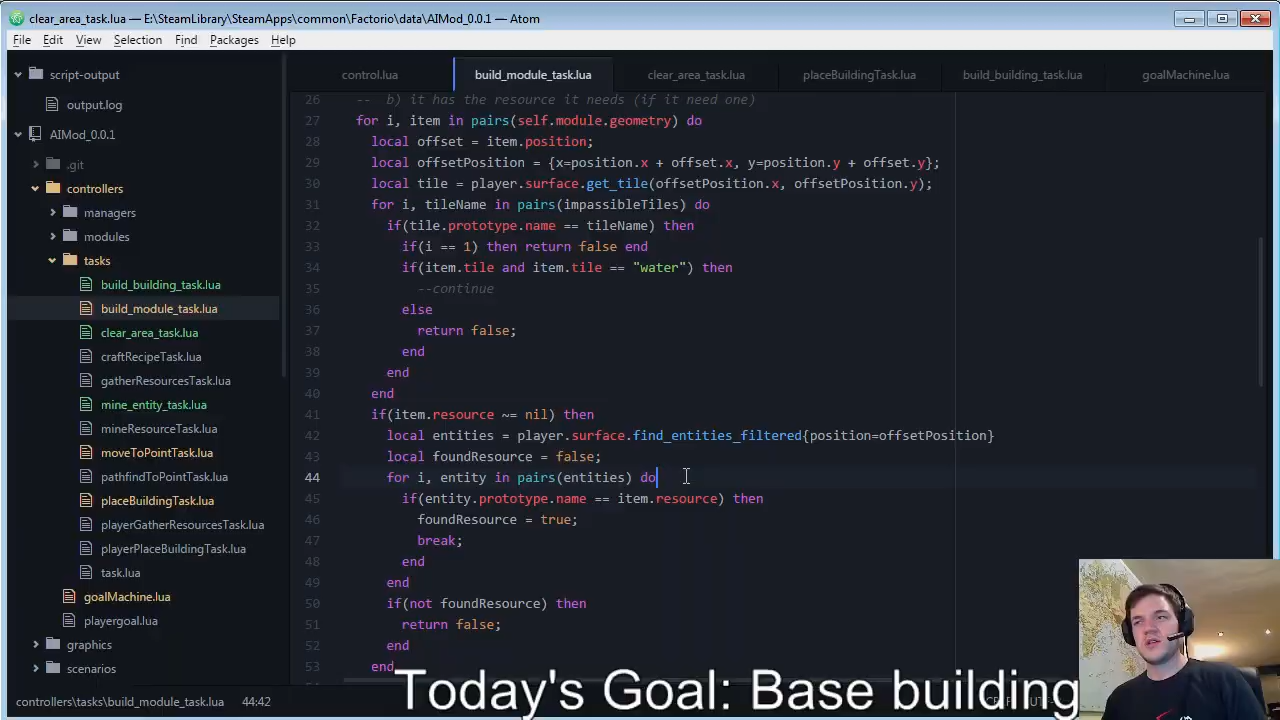 clear_area_task.lua — E:\SteamLibrary\SteamApps\common\Factorio\data\AIMod_0.0.1 — Atom
File Edit View Selection Find Packages Help
script-output
output.log
AIMod_0.0.1
.git
controllers
managers
modules
tasks
build_building_task.lua
build_module_task.lua
clear_area_task.lua
craftRecipeTask.lua
gatherResourcesTask.lua
mine_entity_task.lua
mineResourceTask.lua
moveToPointTask.lua
pathfindToPointTask.lua
placeBuildingTask.lua
playerGatherResourcesTask.lua
playerPlaceBuildingTask.lua
task.lua
goalMachine.lua
playergoal.lua
graphics
scenarios
control.lua build_module_task.lua clear_area_task.lua placeBuildingTask.lua build_building_task.lua goalMachine.lua
26 -- b) it has the resource it needs (if it need one)
27 for i, item in pairs(self.module.geometry) do
28 local offset = item.position;
29 local offsetPosition = {x=position.x + offset.x, y=position.y + offset.y};
30 local tile = player.surface.get_tile(offsetPosition.x, offsetPosition.y);
31 for i, tileName in pairs(impassibleTiles) do
32 if(tile.prototype.name == tileName) then
33 if(i == 1) then return false end
34 if(item.tile and item.tile == "water") then
35 --continue
36 else
37 return false;
38 end
39 end
40 end
41 if(item.resource ~= nil) then
42 local entities = player.surface.find_entities_filtered{position=offsetPosition}
43 local foundResource = false;
44 for i, entity in pairs(entities) do
45 if(entity.prototype.name == item.resource) then
46 foundResource = true;
47 break;
48 end
49 end
50 if(not foundResource) then
51 return false;
52 end
53 end
controllers\tasks\build_module_task.lua 44:42
Today's Goal: Base building